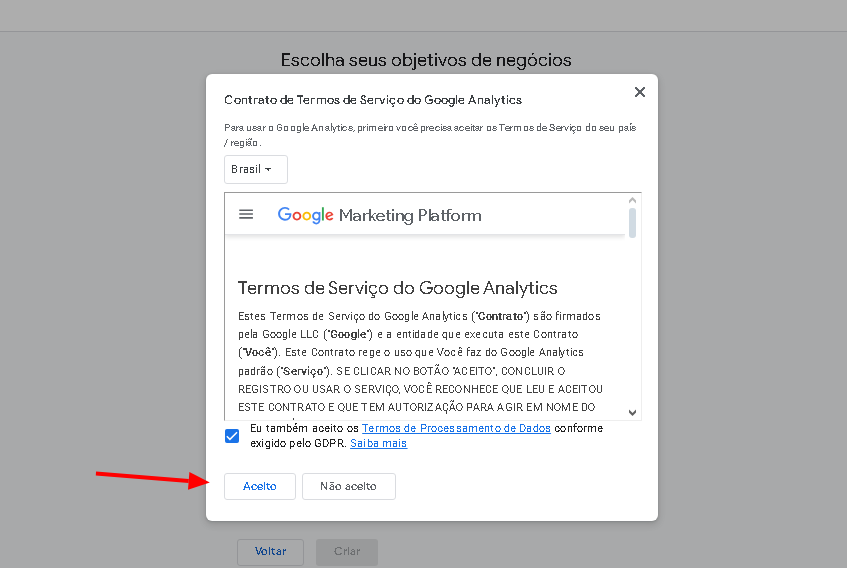 Escolha seus objetivos de negócios
Contrato de Termos de Serviço do Google Analytics
Para usar o Google Analytics, primeiro você precisa aceitar os Termos de Serviço do seu país
/ região.
Brasil
Google Marketing Platform
Termos de Serviço do Google Analytics
Estes Termos de Serviço do Google Analytics ("Contrato") são firmados
pela Google LLC ("Google") e a entidade que executa este Contrato
("Você"). Este Contrato rege o uso que Você faz do Google Analytics
padrão ("Serviço"). SE CLICAR NO BOTÃO "ACEITO", CONCLUIR O
REGISTRO OU USAR O SERVIÇO, VOCÊ RECONHECE QUE LEU E ACEITOU
ESTE CONTRATO E QUE TEM AUTORIZAÇÃO PARA AGIR EM NOME DO
Eu também aceito os Termos de Processamento de Dados conforme
exigido pelo GDPR. Saiba mais
Aceito
Não aceito
Voltar
Criar